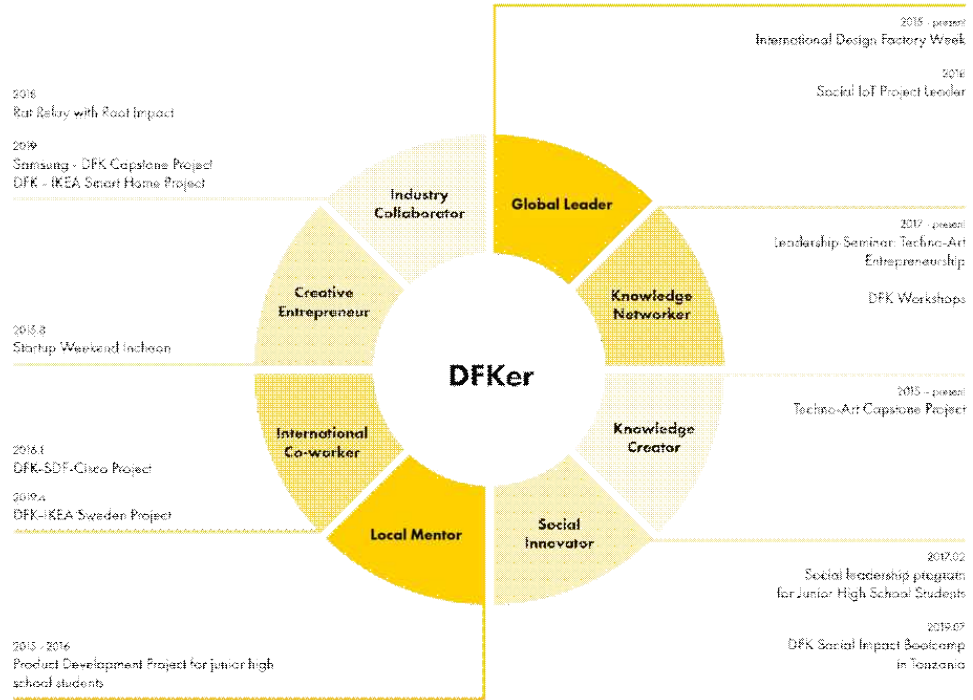 2015 - present
International Design Factory Week
2018
Social IoT Project Leader
2018
Rat Relay with Root Impact
2019
Samsung - DFK Capstone Project
DFK - IKEA Smart Home Project
Industry
Collaborator
Global Leader
2017 - present
Leadership Seminar: Techno-Art
Entrepreneurship
DFK Workshops
Creative
Entrepreneur
Knowledge
Networker
2015.8
Startup Weekend Incheon
DFKer
2015 - present
Techno-Art Capstone Project
International
Co-worker
Knowledge
Creator
DFK-SDF-Cisco Project
2019.4
DFK-IKEA Sweden Project
Local Mentor
Social
Innovator
2017.02
Social leadership program
for Junior High School Students
2019.07
DFK Social Impact Bootcamp
in Tanzania
2015 - 2016
Product Development Project for junior high
school students